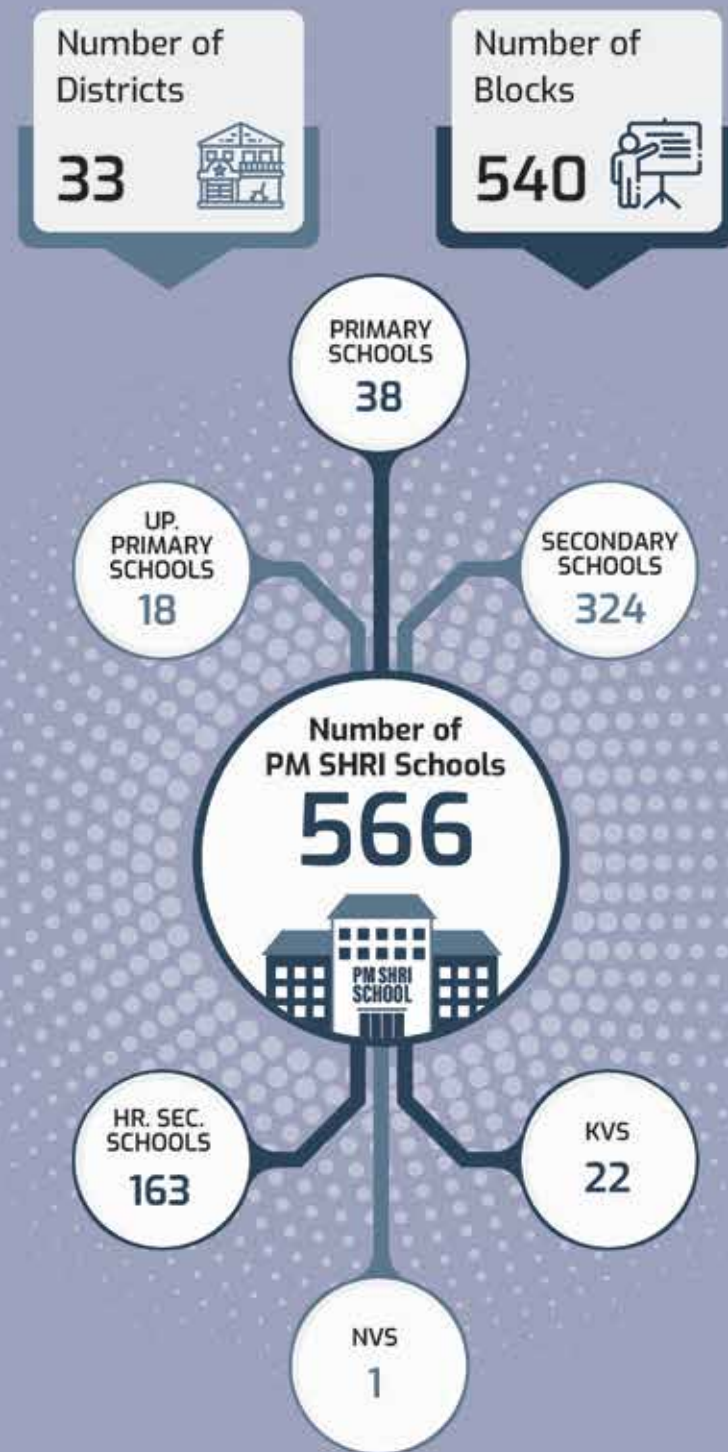 Number of
Districts
33
Number of
Blocks
540
PRIMARY
SCHOOLS
38
UP.
PRIMARY
SCHOOLS
18
SECONDARY
SCHOOLS
324
Number of
PM SHRI Schools
566
PM SHRI
SCHOOL
HR. SEC.
SCHOOLS
163
KVS
22
NVS
1